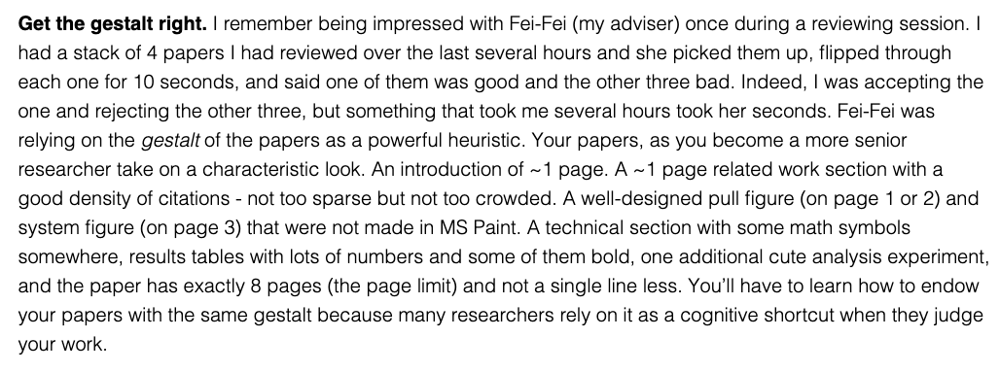 Get the gestalt right. I remember being impressed with Fei-Fei (my adviser) once during a reviewing session. I
had a stack of 4 papers I had reviewed over the last several hours and she picked them up, flipped through
each one for 10 seconds, and said one of them was good and the other three bad. Indeed, I was accepting the
one and rejecting the other three, but something that took me several hours took her seconds. Fei-Fei was
relying on the gestalt of the papers as a powerful heuristic. Your papers, as you become a more senior
researcher take on a characteristic look. An introduction of ~1 page. A ~1 page related work section with a
good density of citations - not too sparse but not too crowded. A well-designed pull figure (on page 1 or 2) and
system figure (on page 3) that were not made in MS Paint. A technical section with some math symbols
somewhere, results tables with lots of numbers and some of them bold, one additional cute analysis experiment,
and the paper has exactly 8 pages (the page limit) and not a single line less. You’ll have to learn how to endow
your papers with the same gestalt because many researchers rely on it as a cognitive shortcut when they judge
your work.